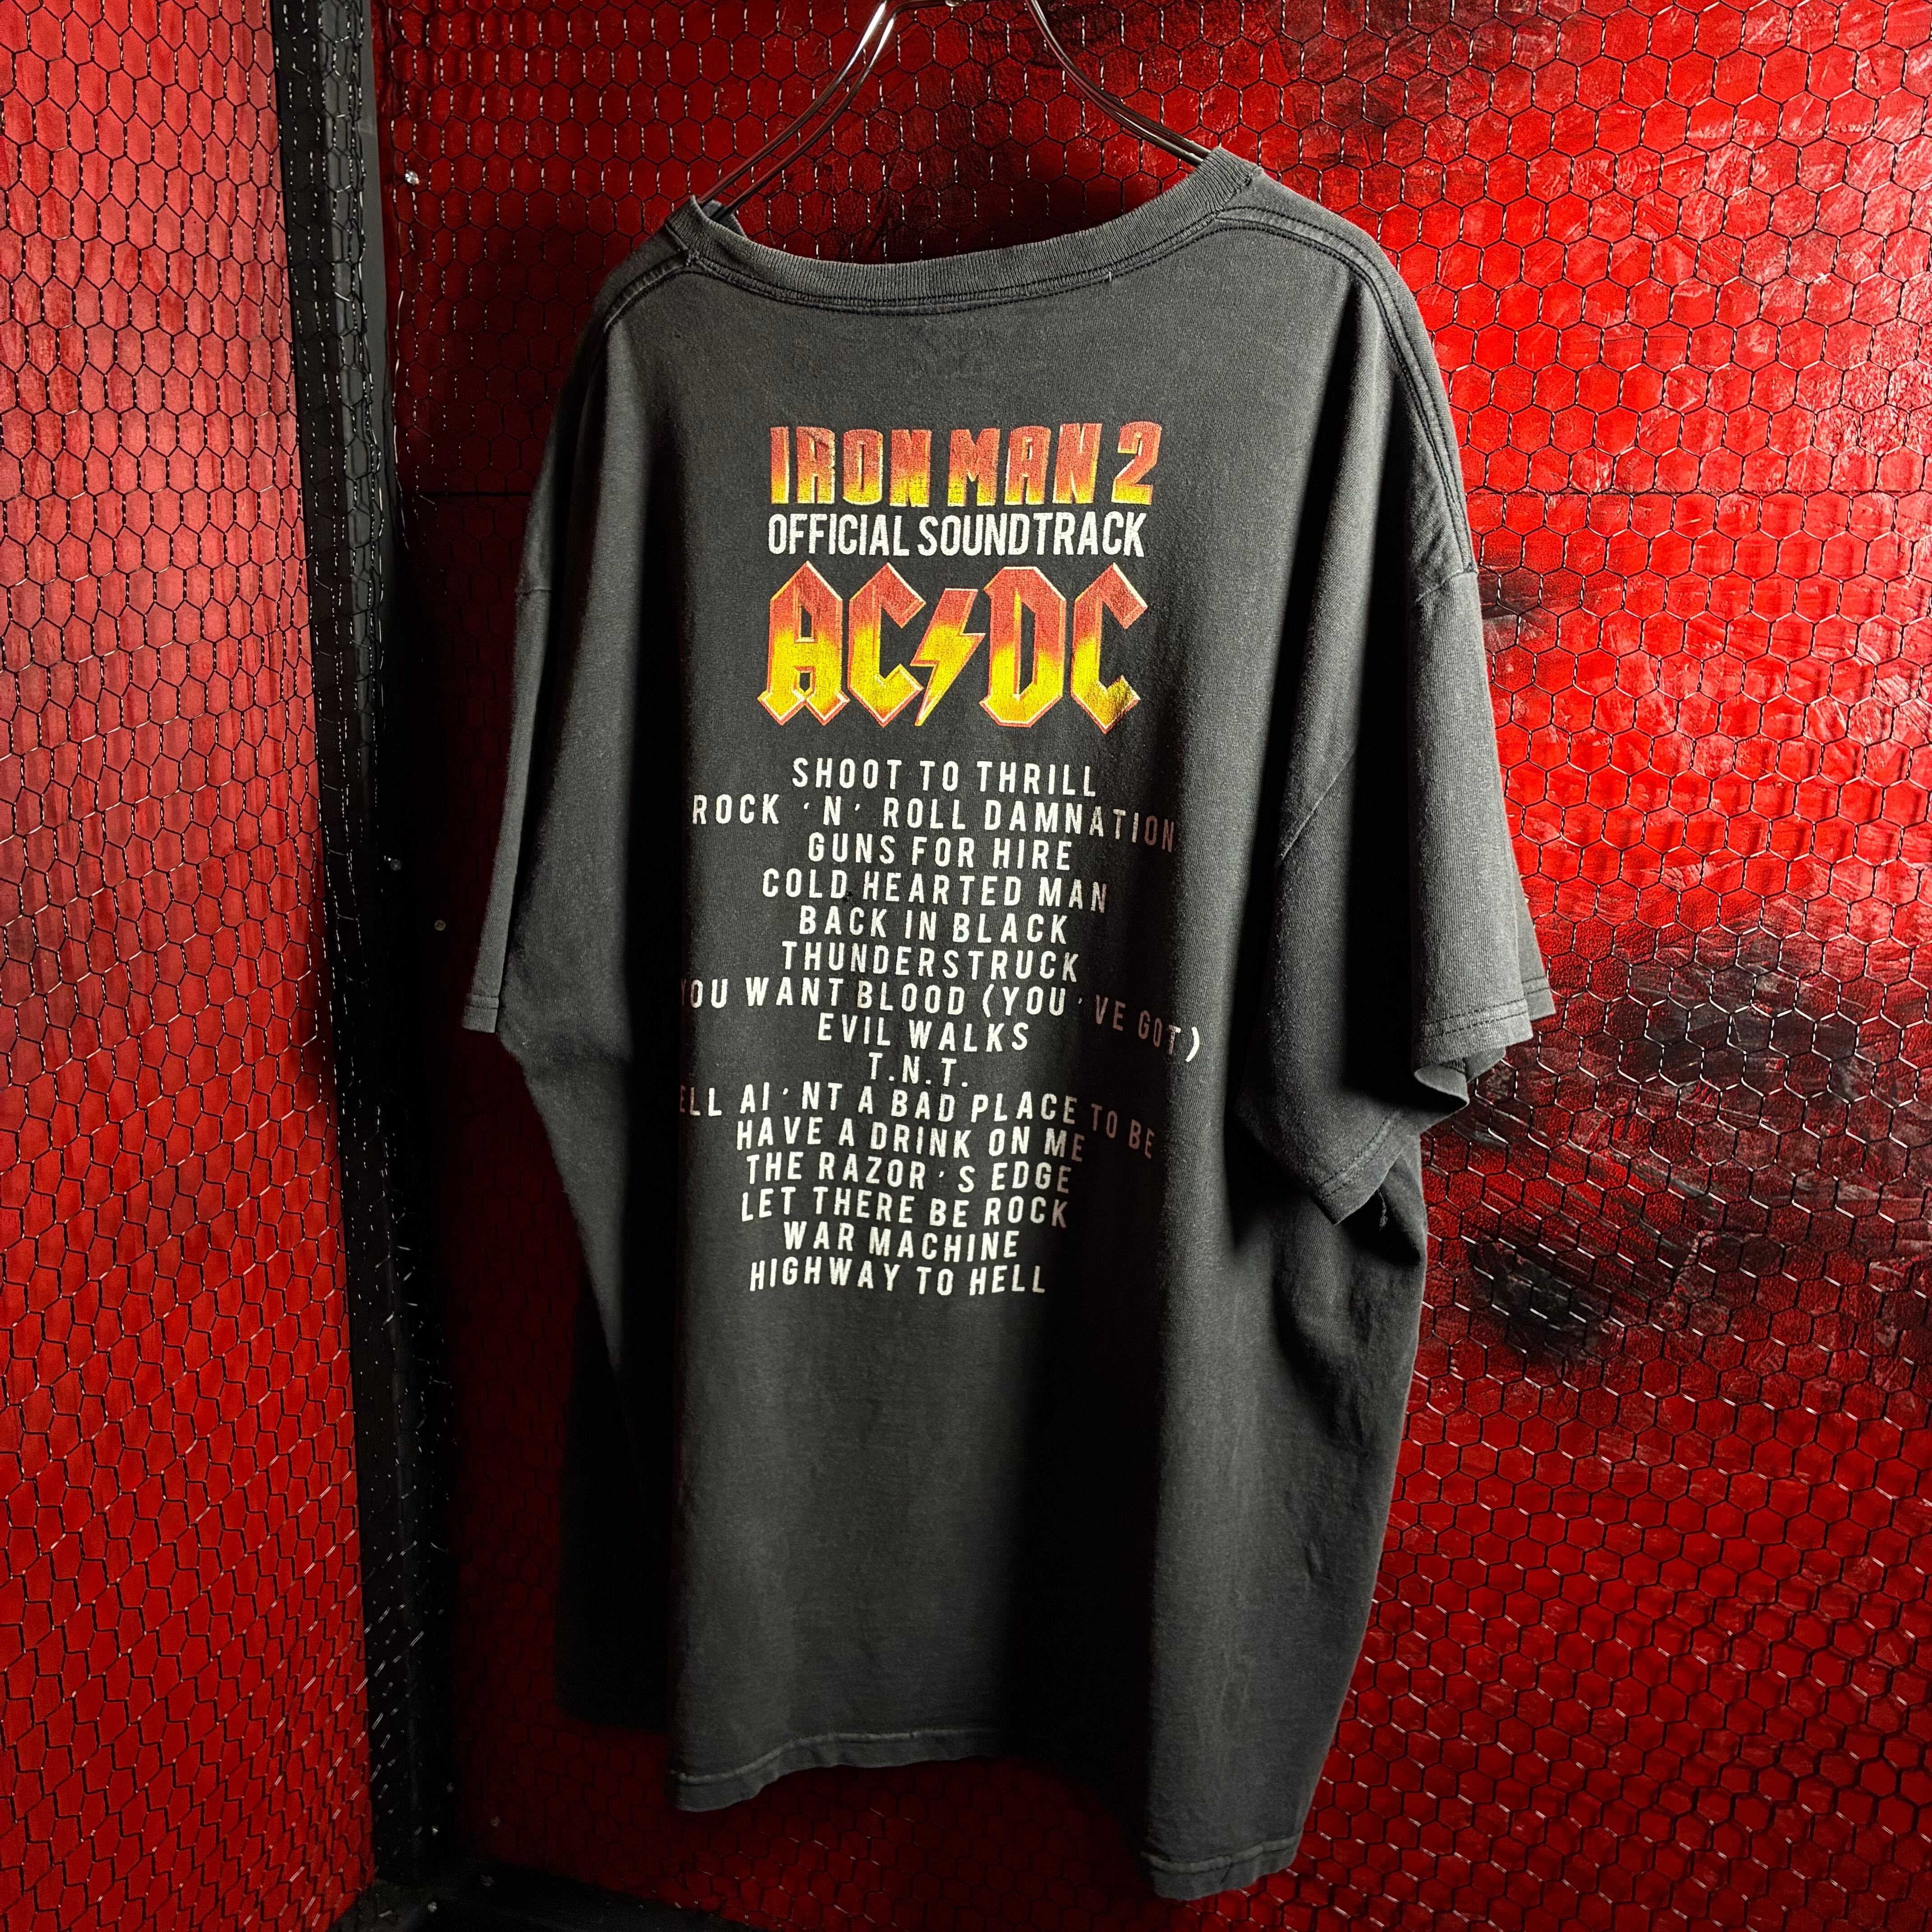 IRON MAN 2
OFFICIAL SOUNDTRACK
AC⚡DC
SHOOT TO THRILL
ROCK 'N' ROLL DAMNATION
GUNS FOR HIRE
COLD HEARTED MAN
BACK IN BLACK
THUNDERSTRUCK
YOU WANT BLOOD (YOU'VE GOT)
EVIL WALKS
T.N.T.
ELL AI'NT A BAD PLACE TO BE
HAVE A DRINK ON ME
THE RAZOR'S EDGE
LET THERE BE ROCK
WAR MACHINE
HIGHWAY TO HELL